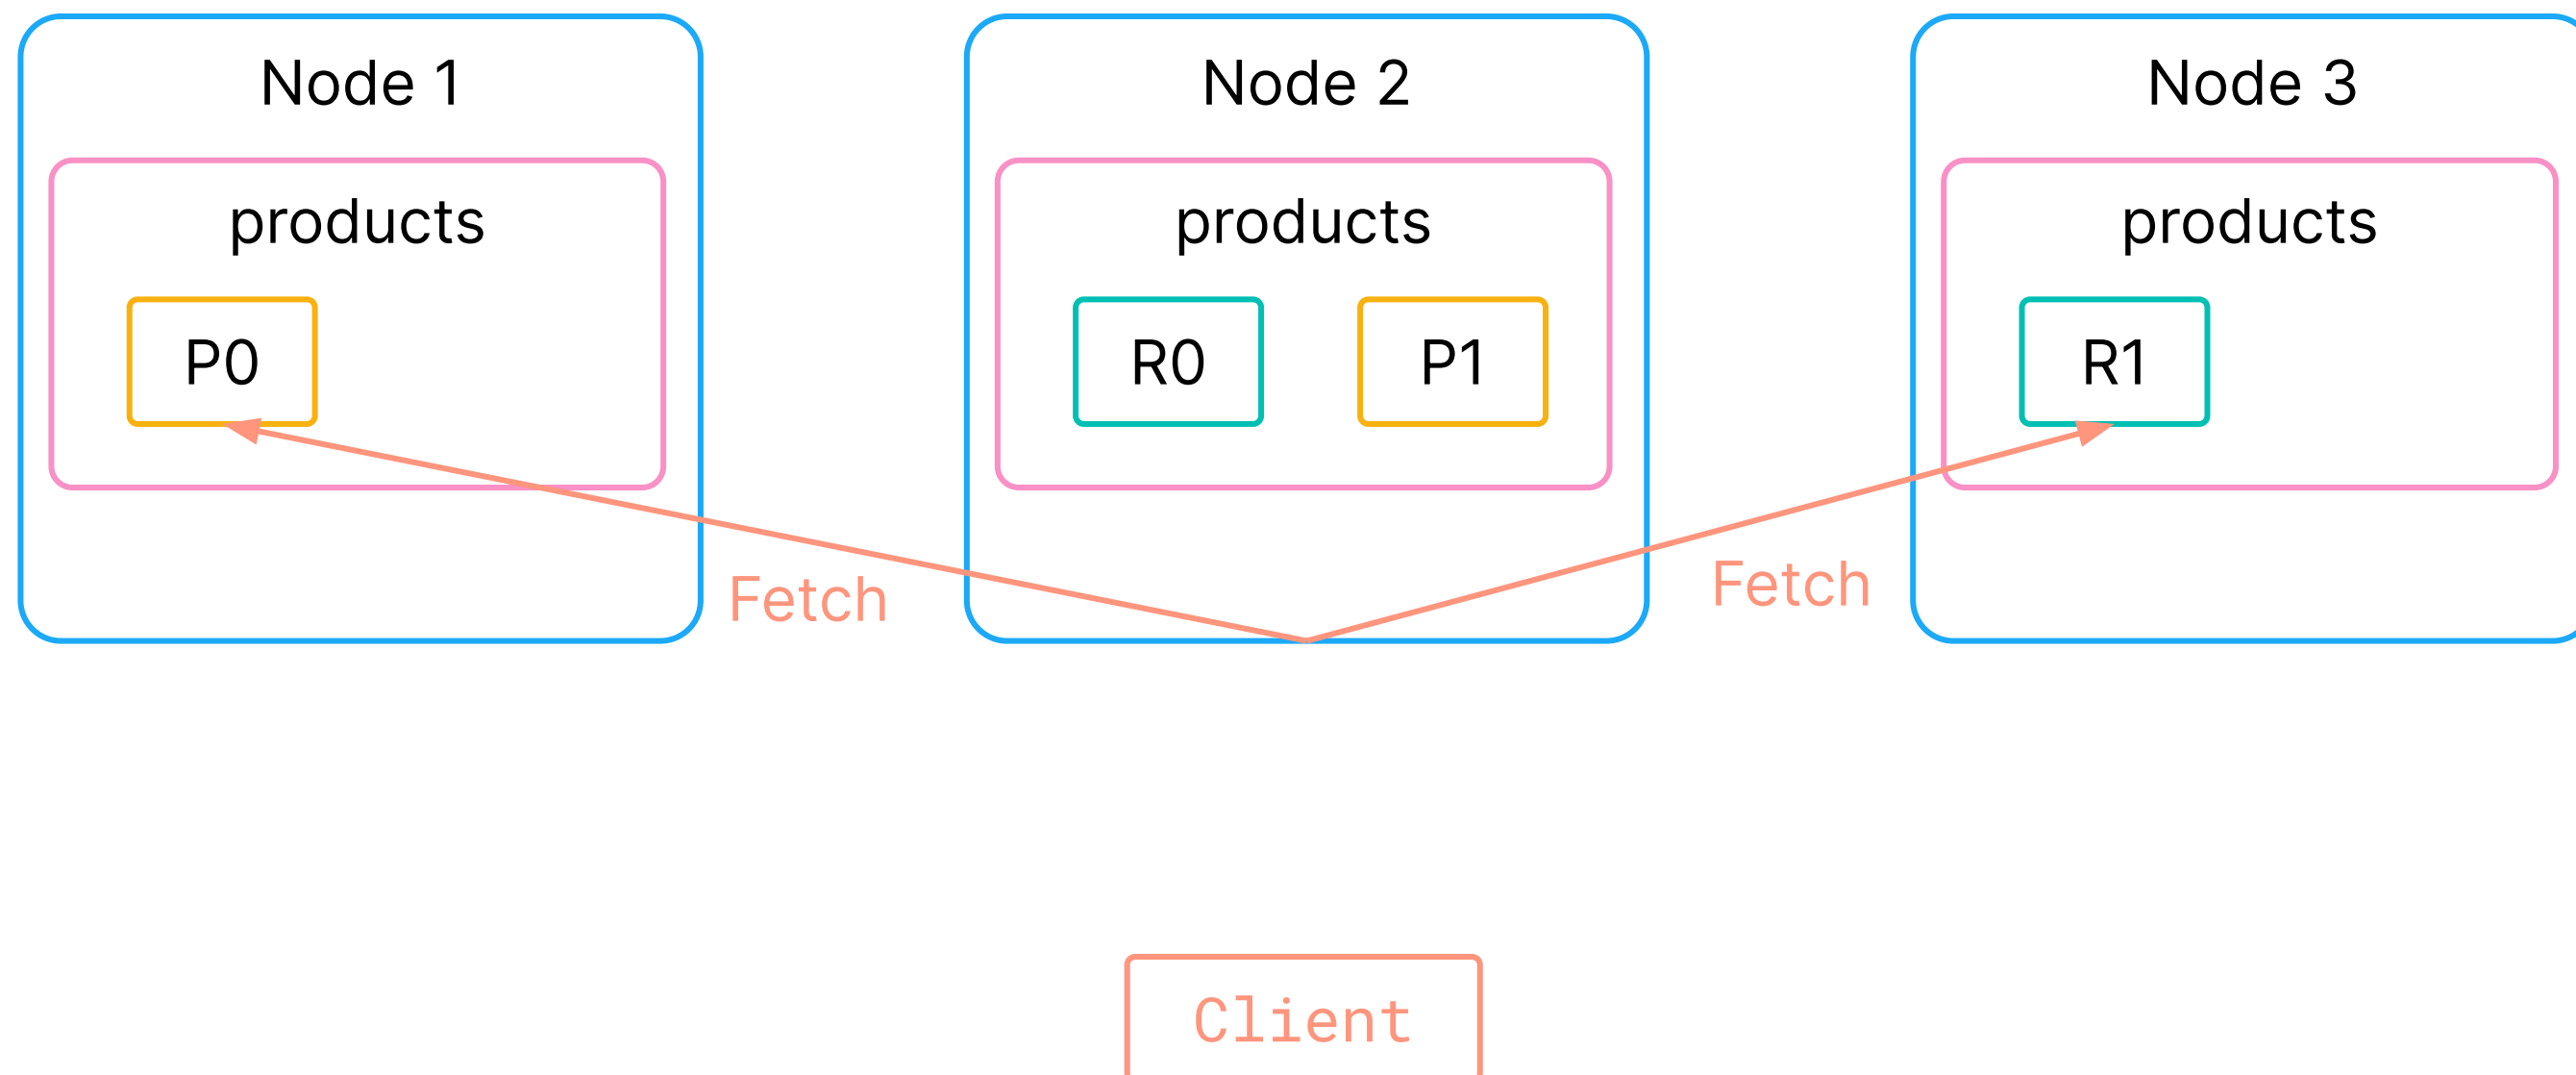 Node 1
products
P0
Node 2
products
R0
P1
Node 3
products
R1
Fetch
Fetch
Client